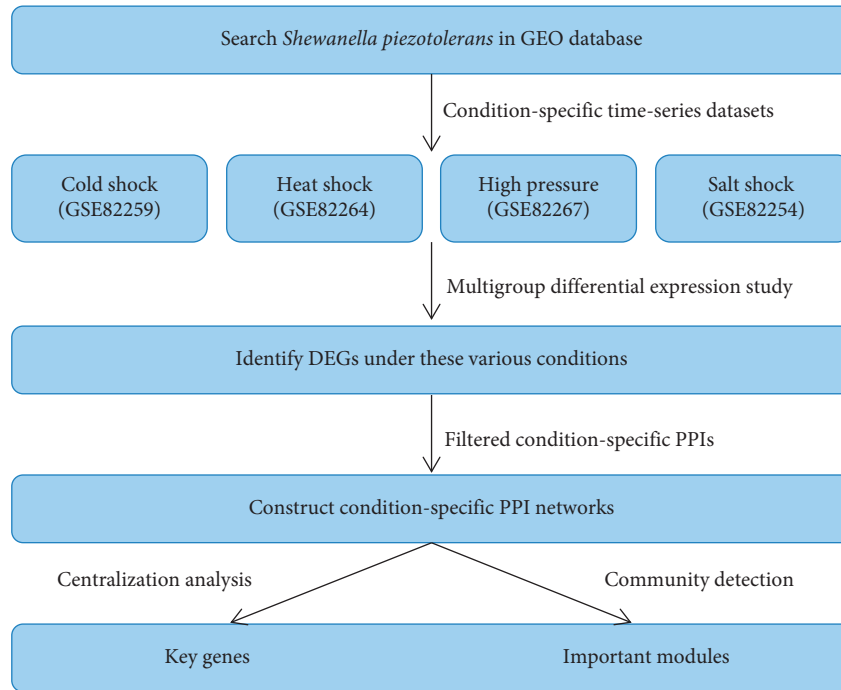 Search Shewanella piezotolerans in GEO database
Condition-specific time-series datasets
Cold shock
(GSE82259)
Heat shock
(GSE82264)
High pressure
(GSE82267)
Salt shock
(GSE82254)
Multigroup differential expression study
Identify DEGs under these various conditions
Filtered condition-specific PPIs
Construct condition-specific PPI networks
Centralization analysis
Community detection
Key genes
Important modules